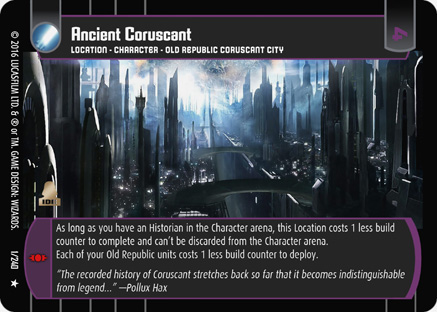 Ancient Coruscant
LOCATION - CHARACTER - OLD REPUBLIC CORUSCANT CITY
© 2016 LUCASFILM LTD. & ® or TM. GAME DESIGN: WIZARDS.
1/240
As long as you have an Historian in the Character arena, this Location costs 1 less build
counter to complete and can't be discarded from the Character arena.
Each of your Old Republic units costs 1 less build counter to deploy.
"The recorded history of Coruscant stretches back so far that it becomes indistinguishable
from legend..." —Pollux Hax